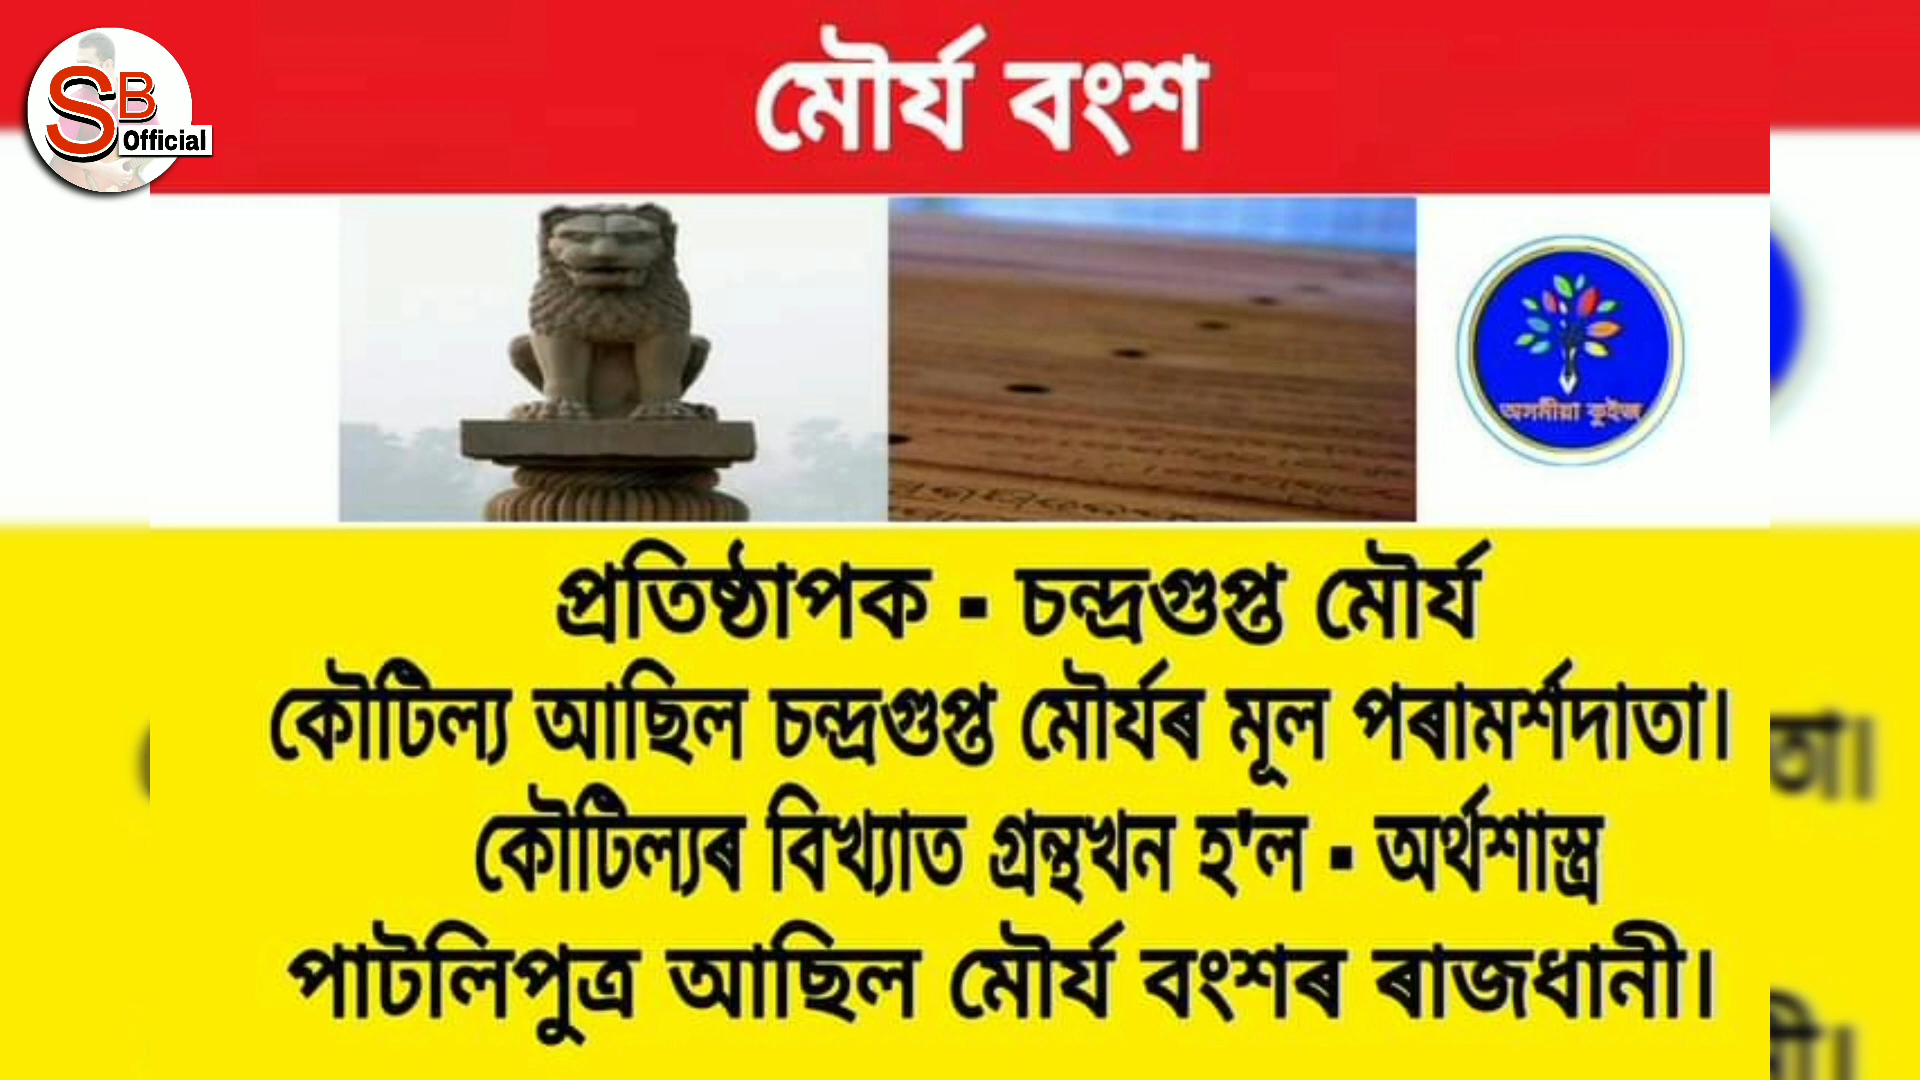 মৌৰ্য বংশ
SB
Official
অসমীয়া কুইজ
প্ৰতিষ্ঠাপক - চন্দ্ৰগুপ্ত মৌৰ্য
কৌটিল্য আছিল চন্দ্ৰগুপ্ত মৌৰ্যৰ মূল পৰামৰ্শদাতা।
কৌটিল্যৰ বিখ্যাত গ্ৰন্থখন হ'ল - অৰ্থশাস্ত্ৰ
পাটলিপুত্ৰ আছিল মৌৰ্য বংশৰ ৰাজধানী।